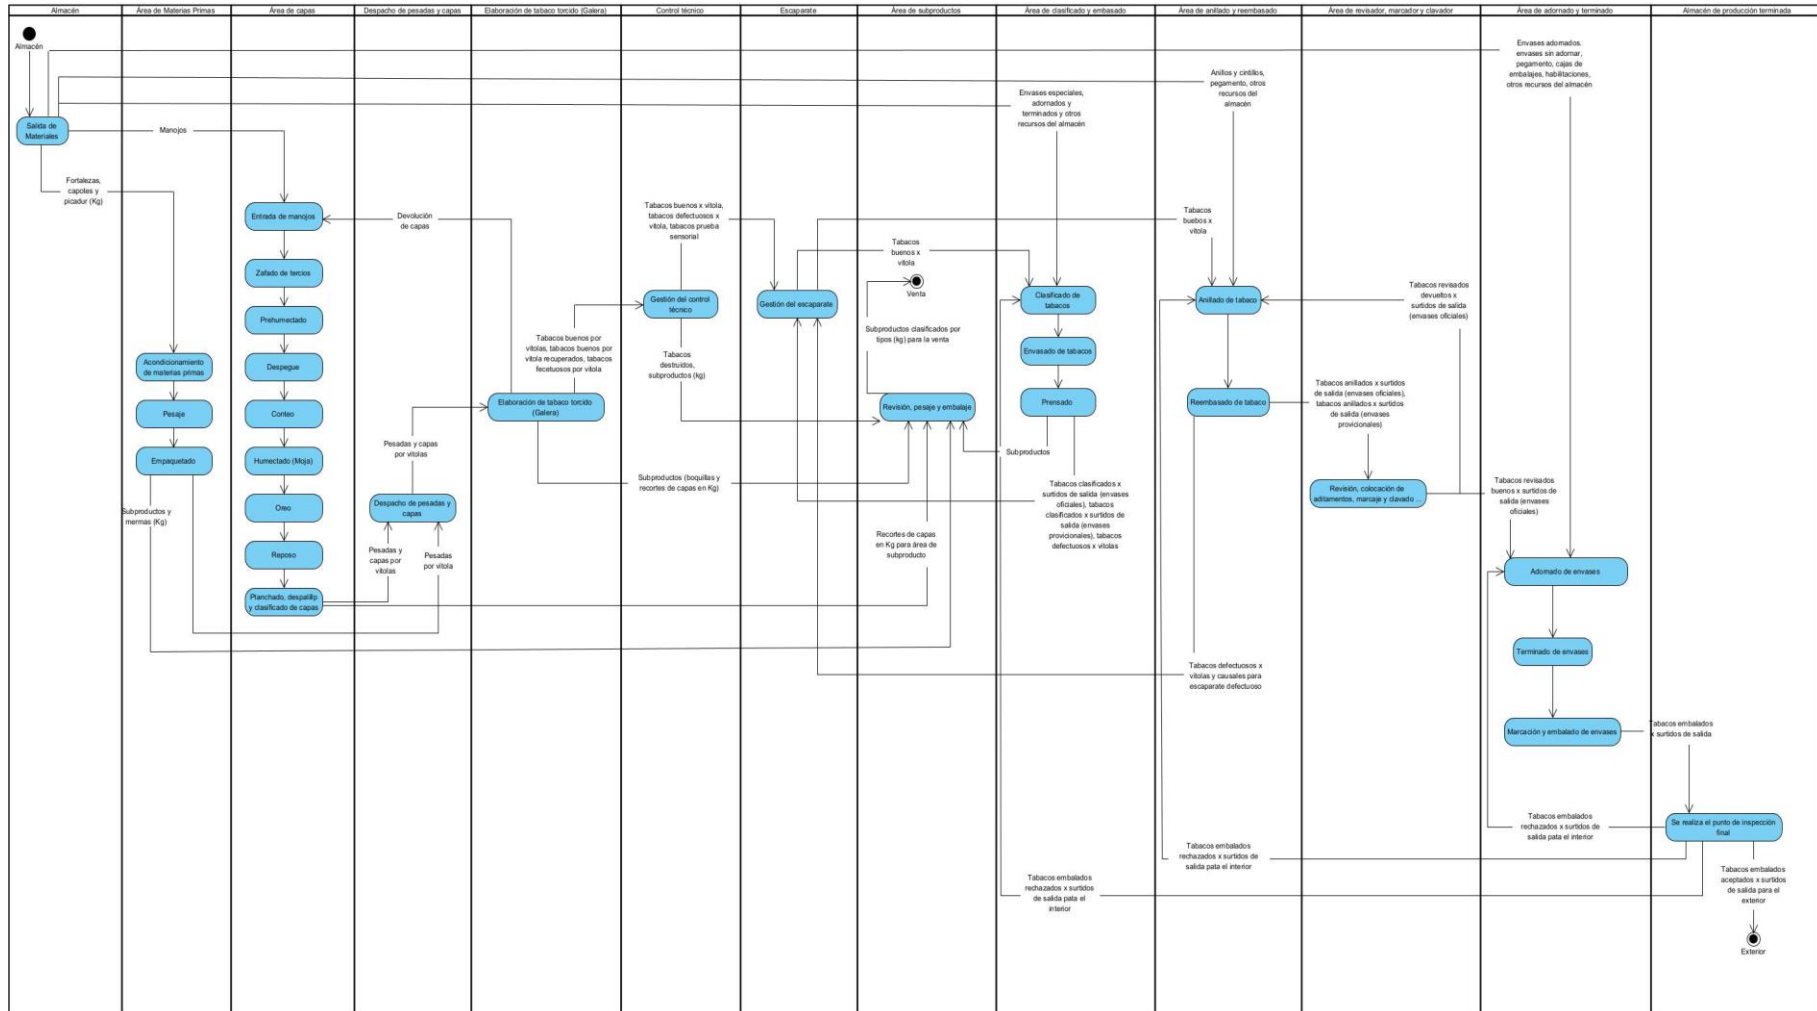 Almacén
Área de Materias Primas
Área de capas
Despacho de pesadas y capas
Elaboración de tabaco torcido (Galera)
Control técnico
Escaparate
Área de subproductos
Área de clasificado y embasado
Área de anillado y reembasado
Área de revisador, marcador y clavador
Área de adornado y terminado
Almacén de producción terminada
Almacén
Salida de
Materiales
Manojos
Fortalezas,
capotes y
picadur (Kg)
Acondicionamiento
de materias primas
Pesaje
Empaquetado
Subproductos y
mermas (Kg)
Entrada de manojos
Zafado de tercios
Prehumectado
Despegue
Conteo
Humectado (Moja)
Oreo
Reposo
Planchado, despalillp
y clasificado de capas
Devolución
de capas
Pesadas y capas
por vitolas
Despacho de pesadas y
capas
Pesadas y
capas por
vitolas
Pesadas
por vitola
Tabacos buenos por
vitolas, tabacos buenos por
vitola recuperados, tabacos
fecetuosos por vitola
Elaboración de tabaco torcido
(Galera)
Subproductos (boquillas y
recortes de capas en Kg)
Tabacos buenos x vitola,
tabacos defectuosos x
vitola, tabacos prueba
sensorial
Gestión del control
técnico
Tabacos
destruidos,
subproductos (kg)
Gestión del escaparate
Tabacos
buenos x
vitola
Venta
Subproductos clasificados por
tipos (kg) para la venta
Revisión, pesaje y embalaje
Recortes de capas
en Kg para área de
subproducto
Envases especiales,
adornados y
terminados y otros
recursos del almacén
Clasificado de
tabacos
Envasado de tabacos
Prensado
Subproductos
Tabacos clasificados x
surtidos de salida (envases
oficiales), tabacos
clasificados x surtidos de
salida (envases
provicionales), tabacos
defectuosos x vitolas
Tabacos embalados
rechazados x surtidos
de salida pata el
interior
Anillos y cintillos,
pegamento, otros
recursos del
almacén
Tabacos
buebos x
vitola
Anillado de tabaco
Reembasado de tabaco
Tabacos defectuosos x
vitolas y causales para
escaparate defectuoso
Tabacos embalados
rechazados x surtidos de
salida pata el interior
Tabacos revisados
devueltos x
surtidos de salida
(envases oficiales)
Tabacos anillados x surtidos
de salida (envases oficiales),
tabacos anillados x surtidos
de salida (envases
provicionales)
Revisión, colocación de
aditamentos, marcaje y clavado ...
Envases adornados.
envases sin adornar,
pegamento, cajas de
embalajes, habilitaciones,
otros recursos del almacén
Tabacos revisados
buenos x surtidos de
salida (envases
oficiales)
Adornado de envases
Terminado de envases
Marcación y embalado de envases
Tabacos embalados
rechazados x surtidos de
salida pata el interior
Tabacos embalados
x surtidos de salida
Se realiza el punto de inspección
final
Tabacos embalados
aceptados x surtidos
de salida para el
exterior
Exterior